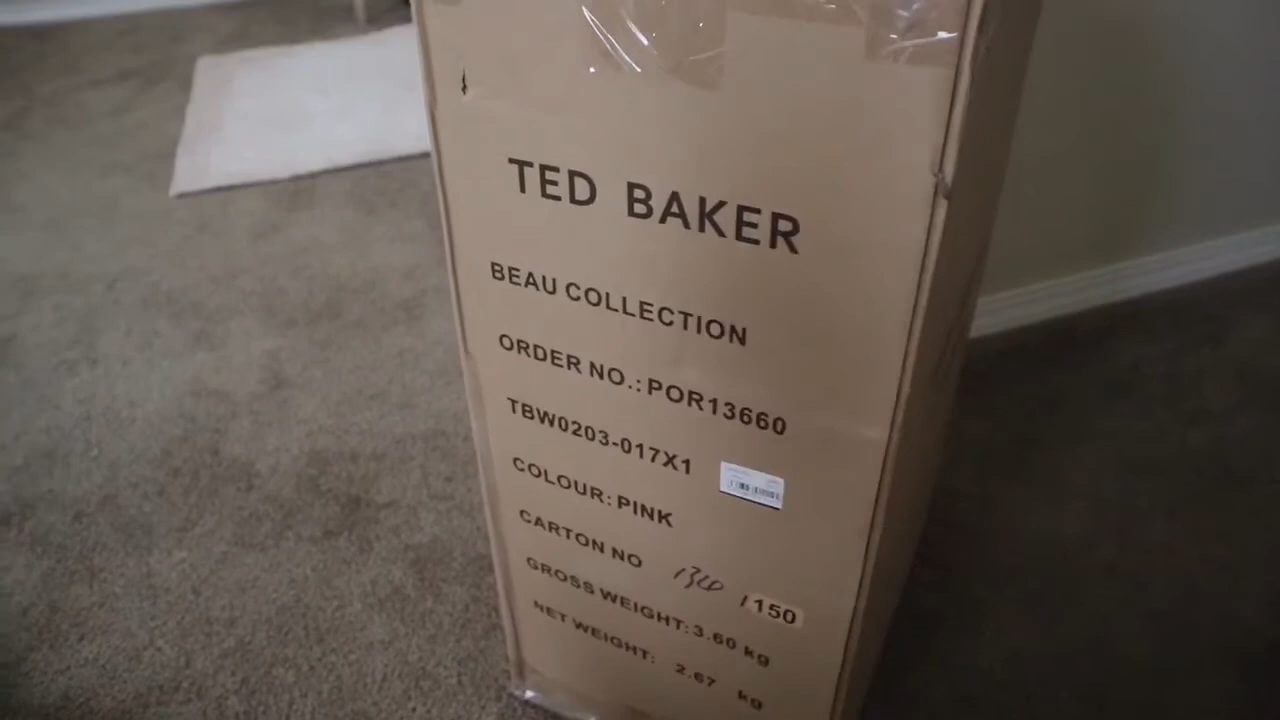 TED BAKER
BEAU COLLECTION
ORDER NO.: POR13660
TBW0203-017X1
COLOUR: PINK
CARTON NO /150
GROSS WEIGHT: 3.60 kg
NET WEIGHT: 2.67 kg